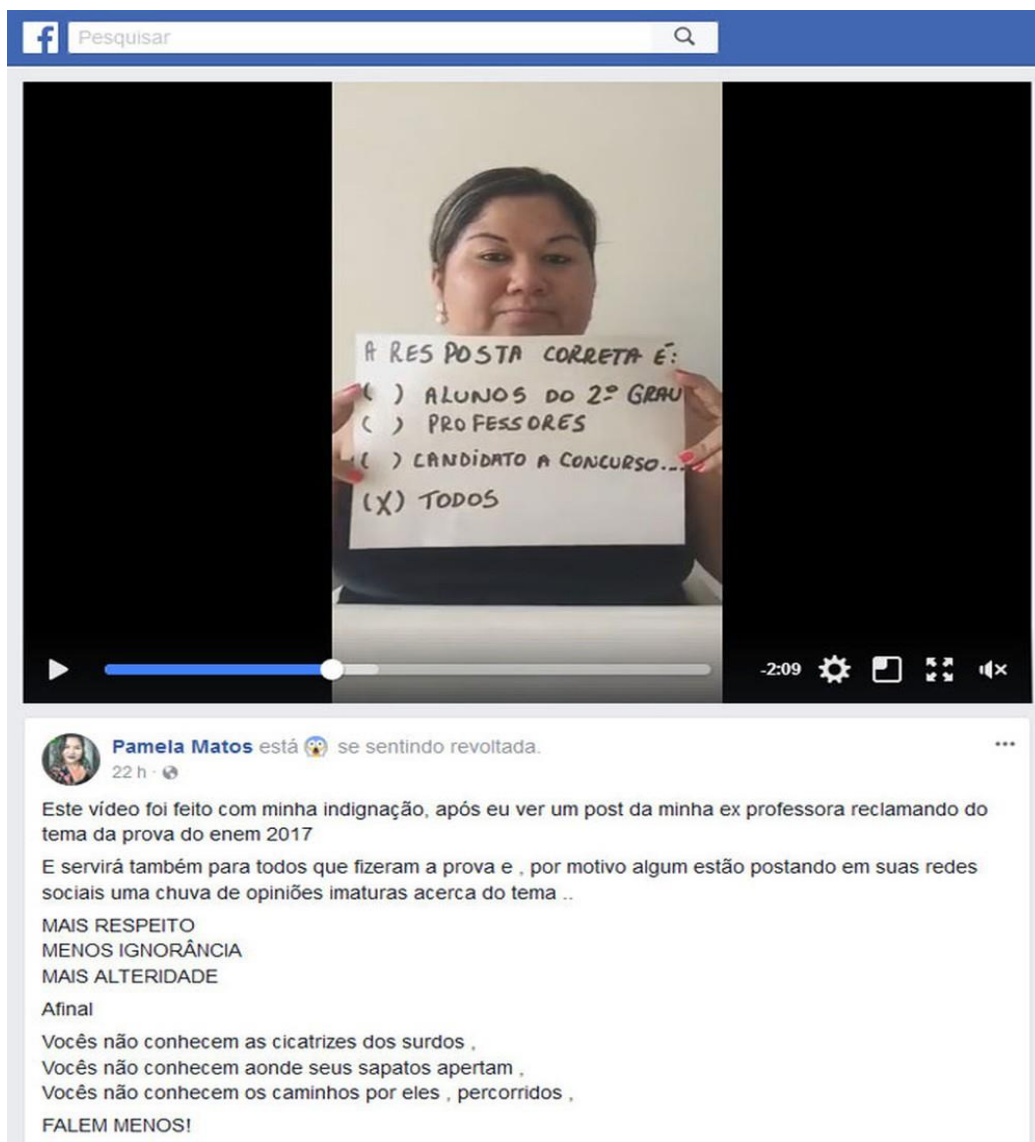 f
Pesquisar
A RESPOSTA CORRETA É:
( ) ALUNOS DO 2º GRAU
( ) PROFESSORES
( ) CANDIDATO A CONCURSO...
(X) TODOS
-2:09
Pamela Matos está 😱 se sentindo revoltada.
22 h ·
Este vídeo foi feito com minha indignação, após eu ver um post da minha ex professora reclamando do
tema da prova do enem 2017
E servirá também para todos que fizeram a prova e , por motivo algum estão postando em suas redes
sociais uma chuva de opiniões imaturas acerca do tema ..
MAIS RESPEITO
MENOS IGNORÂNCIA
MAIS ALTERIDADE
Afinal
Vocês não conhecem as cicatrizes dos surdos ,
Vocês não conhecem aonde seus sapatos apertam ,
Vocês não conhecem os caminhos por eles , percorridos ,
FALEM MENOS!